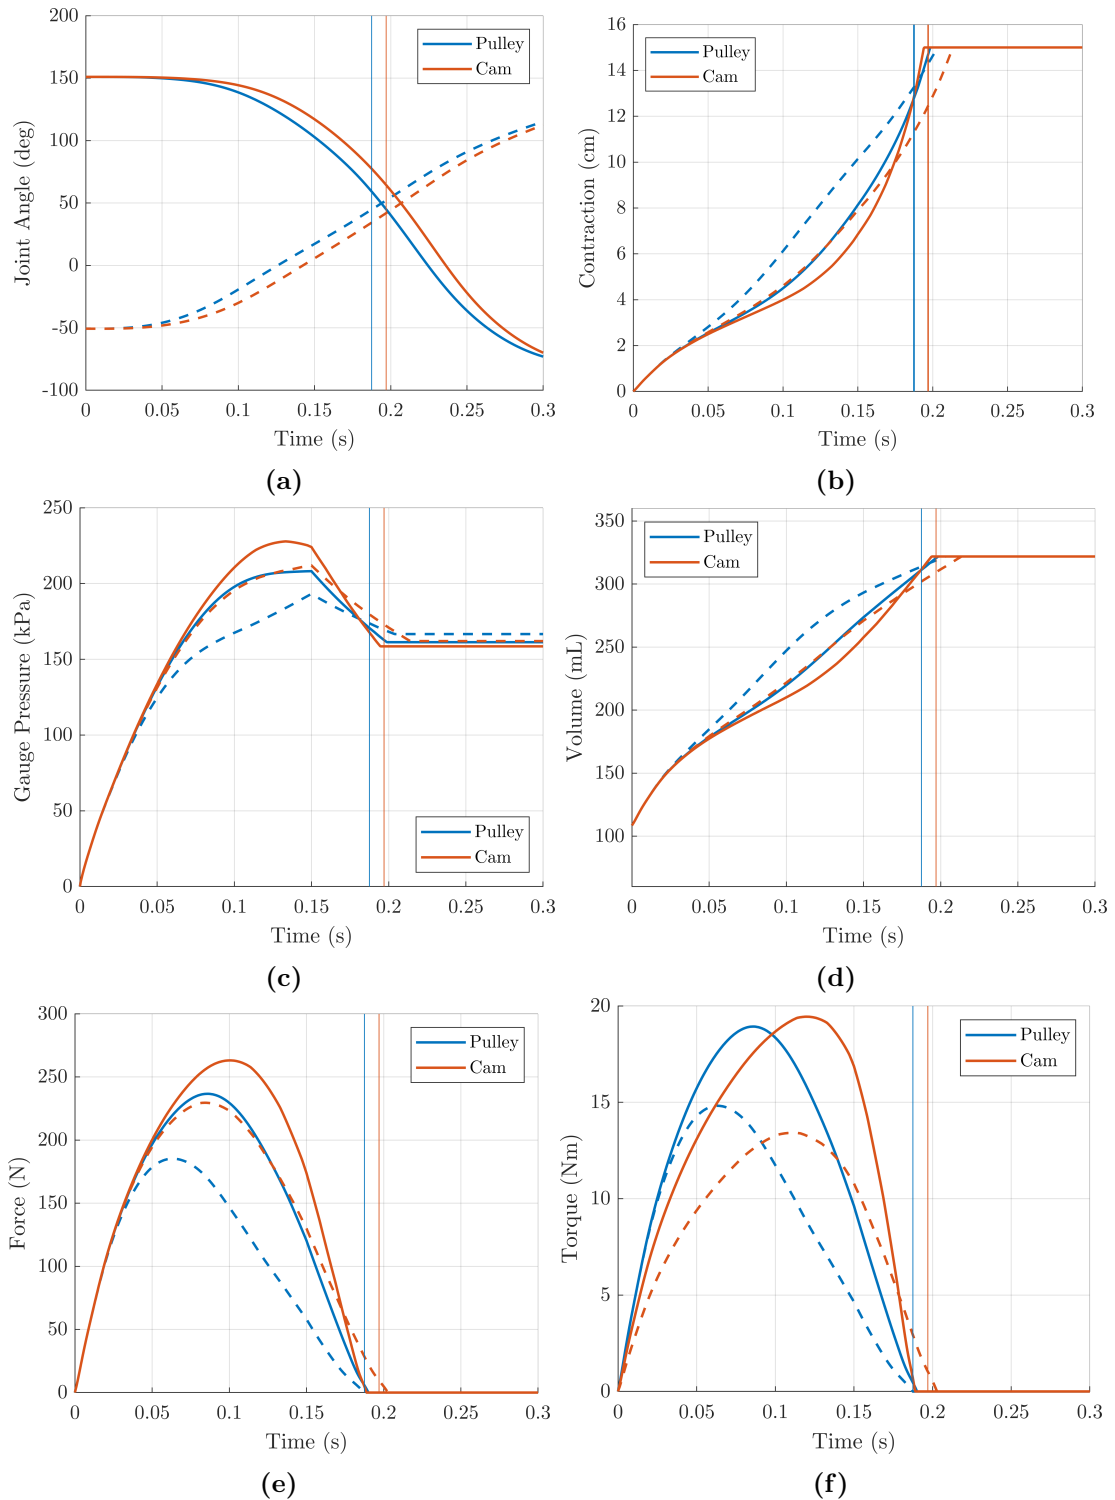 200
150
100
50
0
-50
-100
Joint Angle (deg)
0 0.05 0.1 0.15 0.2 0.25 0.3
Time (s)
Pulley
Cam
(a)
16
14
12
10
8
6
4
2
0
Contraction (cm)
0.05 0.1 0.15 0.2 0.25 0.3
Time (s)
Pulley
Cam
(b)
250
200
150
100
50
0
Gauge Pressure (kPa)
0 0.05 0.1 0.15 0.2 0.25 0.3
Time (s)
Pulley
Cam
(c)
350
300
250
200
150
100
Volume (mL)
0 0.05 0.1 0.15 0.2 0.25 0.3
Time (s)
Pulley
Cam
(d)
300
250
200
150
100
50
0
Force (N)
0 0.05 0.1 0.15 0.2 0.25 0.3
Time (s)
Pulley
Cam
(e)
20
15
10
5
0
Torque (Nm)
0 0.05 0.1 0.15 0.2 0.25 0.3
Time (s)
Pulley
Cam
(f)